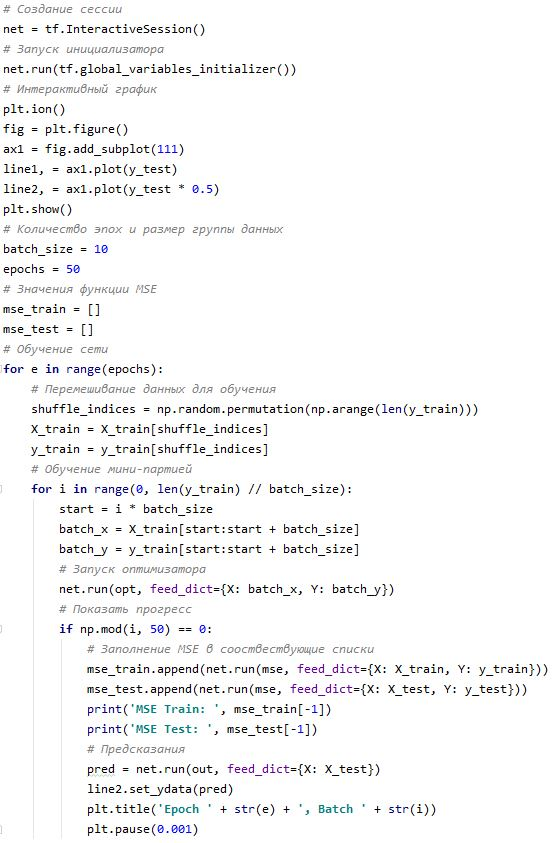 # Создание сессии
net = tf.InteractiveSession()
# Запуск инициализатора
net.run(tf.global_variables_initializer())
# Интерактивный график
plt.ion()
fig = plt.figure()
ax1 = fig.add_subplot(111)
line1, = ax1.plot(y_test)
line2, = ax1.plot(y_test * 0.5)
plt.show()
# Количество эпох и размер группы данных
batch_size = 10
epochs = 50
# Значения функции MSE
mse_train = []
mse_test = []
# Обучение сети
for e in range(epochs):
    # Перемешивание данных для обучения
    shuffle_indices = np.random.permutation(np.arange(len(y_train)))
    X_train = X_train[shuffle_indices]
    y_train = y_train[shuffle_indices]
    # Обучение мини-партией
    for i in range(0, len(y_train) // batch_size):
        start = i * batch_size
        batch_x = X_train[start:start + batch_size]
        batch_y = y_train[start:start + batch_size]
        # Запуск оптимизатора
        net.run(opt, feed_dict={X: batch_x, Y: batch_y})
        # Показать прогресс
        if np.mod(i, 50) == 0:
            # Заполнение MSE в сооствествующие списки
            mse_train.append(net.run(mse, feed_dict={X: X_train, Y: y_train}))
            mse_test.append(net.run(mse, feed_dict={X: X_test, Y: y_test}))
            print('MSE Train: ', mse_train[-1])
            print('MSE Test: ', mse_test[-1])
            # Предсказания
            pred = net.run(out, feed_dict={X: X_test})
            line2.set_ydata(pred)
            plt.title('Epoch ' + str(e) + ', Batch ' + str(i))
            plt.pause(0.001)